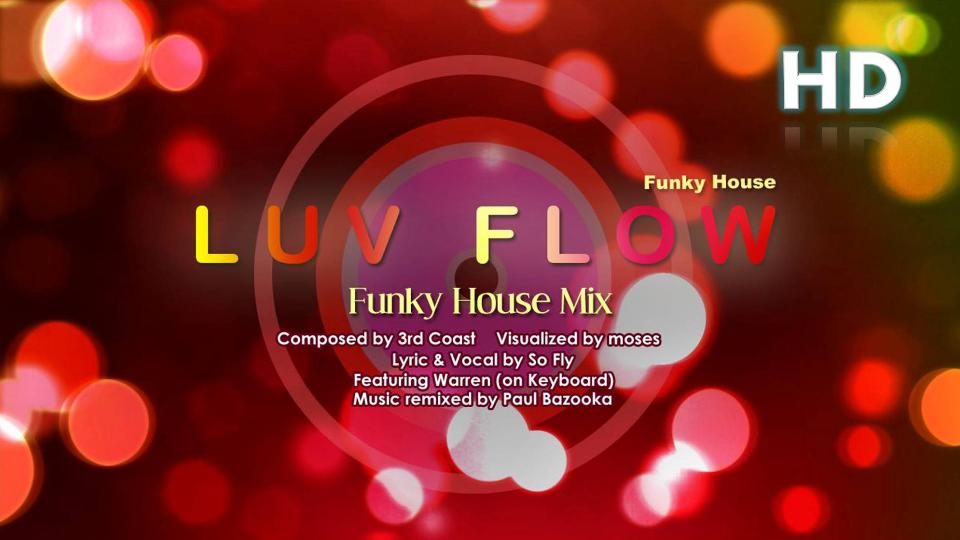 HD
Funky House
LUV FLOW
Funky House Mix
Composed by 3rd Coast Visualized by moses
Lyric & Vocal by So Fly
Featuring Warren (on Keyboard)
Music remixed by Paul Bazooka